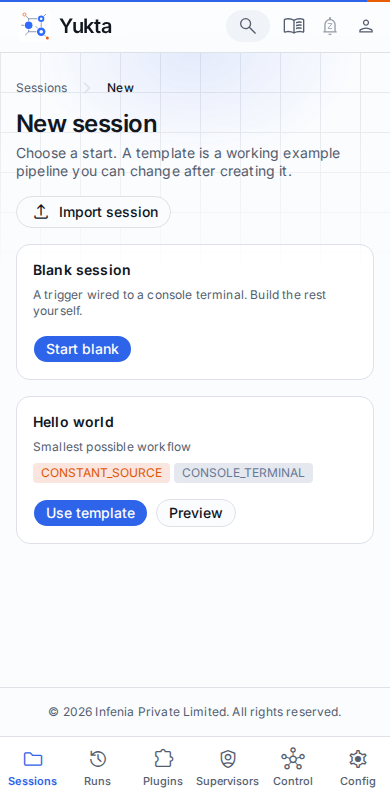 Yukta
Sessions
New
New session
Choose a start. A template is a working example
pipeline you can change after creating it.
Import session
Blank session
A trigger wired to a console terminal. Build the rest
yourself.
Start blank
Hello world
Smallest possible workflow
CONSTANT_SOURCE CONSOLE_TERMINAL
Use template Preview
© 2026 Infenia Private Limited. All rights reserved.
Sessions Runs Plugins Supervisors Control Config